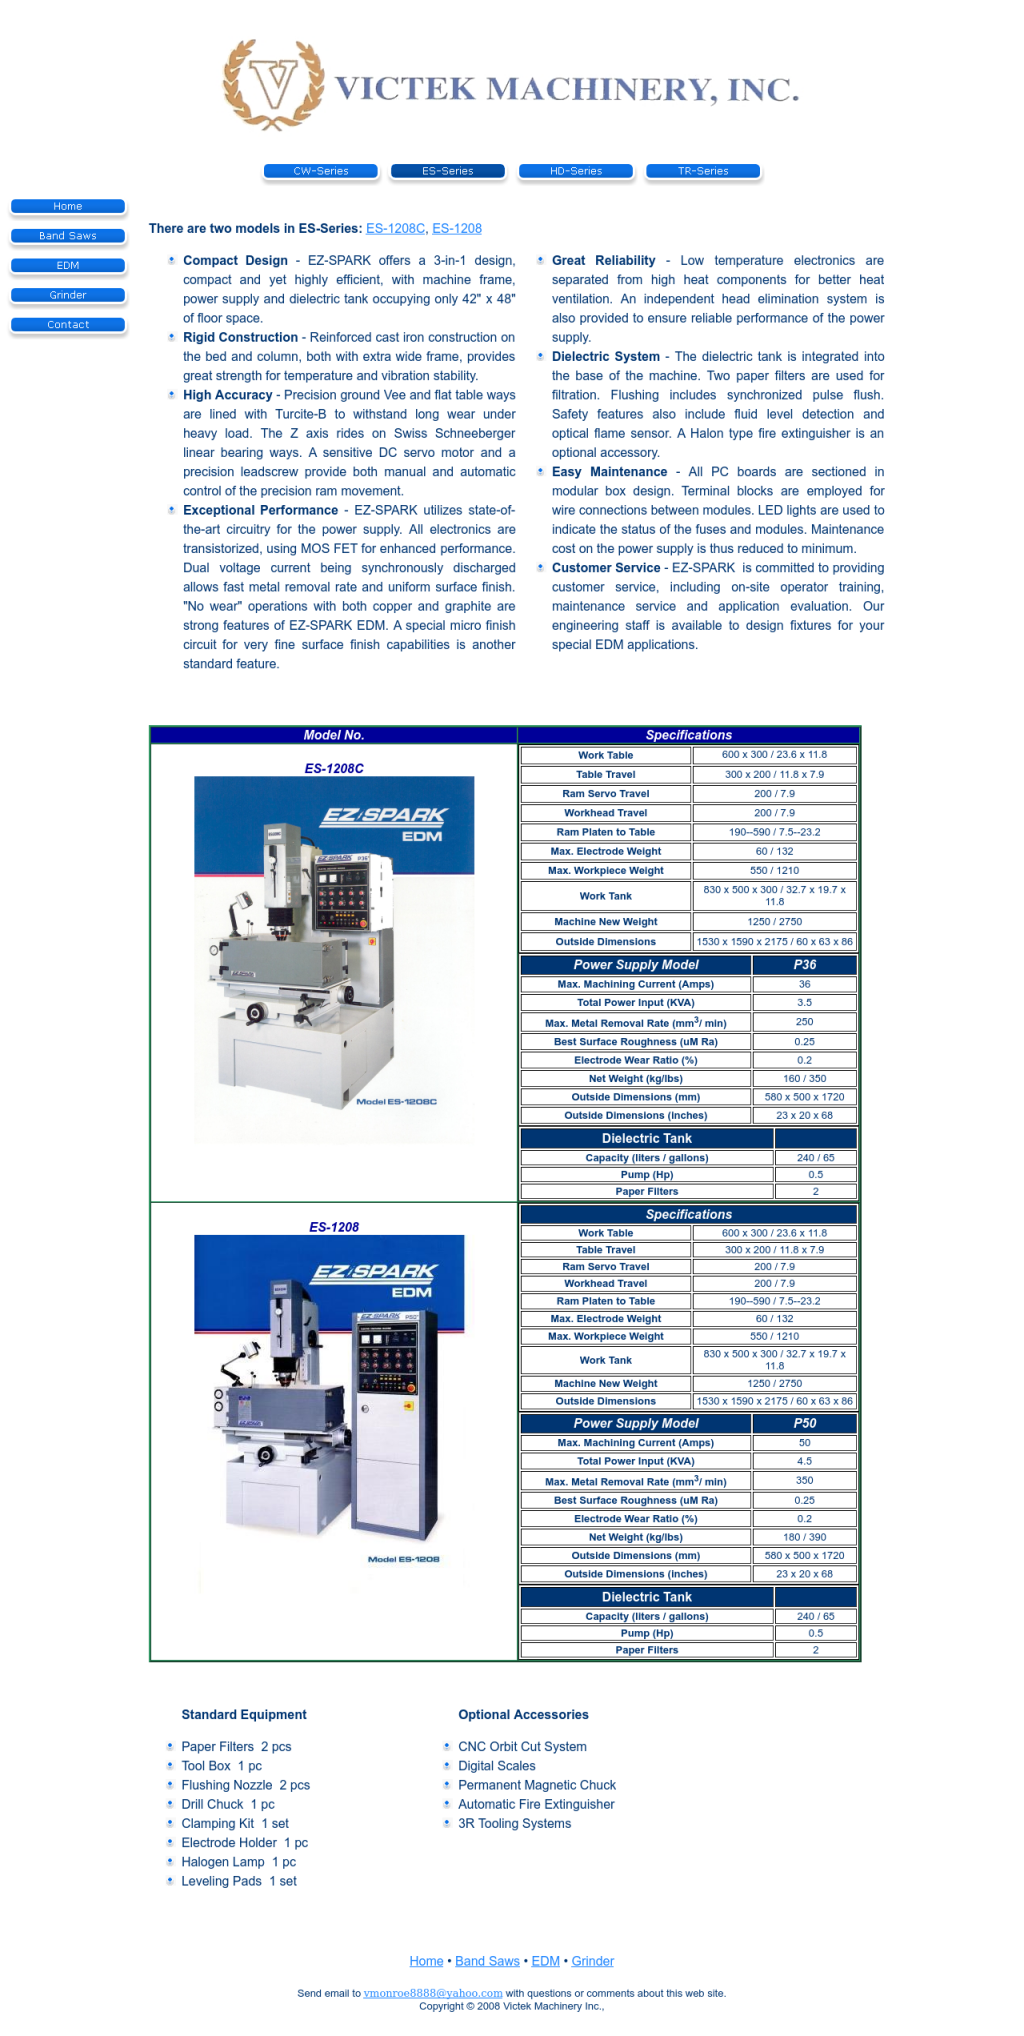 VICTEK MACHINERY, INC.
CW-Series
ES-Series
HD-Series
TR-Series
Home
Band Saws
EDM
Grinder
Contact
There are two models in ES-Series: ES-1208C, ES-1208
Compact Design - EZ-SPARK offers a 3-in-1 design,
compact and yet highly efficient, with machine frame,
power supply and dielectric tank occupying only 42" x 48"
of floor space.
Rigid Construction - Reinforced cast iron construction on
the bed and column, both with extra wide frame, provides
great strength for temperature and vibration stability.
High Accuracy - Precision ground Vee and flat table ways
are lined with Turcite-B to withstand long wear under
heavy load. The Z axis rides on Swiss Schneeberger
linear bearing ways. A sensitive DC servo motor and a
precision leadscrew provide both manual and automatic
control of the precision ram movement.
Exceptional Performance - EZ-SPARK utilizes state-of-
the-art circuitry for the power supply. All electronics are
transistorized, using MOS FET for enhanced performance.
Dual voltage current being synchronously discharged
allows fast metal removal rate and uniform surface finish.
"No wear" operations with both copper and graphite are
strong features of EZ-SPARK EDM. A special micro finish
circuit for very fine surface finish capabilities is another
standard feature.
Great Reliability - Low temperature electronics are
separated from high heat components for better heat
ventilation. An independent head elimination system is
also provided to ensure reliable performance of the power
supply.
Dielectric System - The dielectric tank is integrated into
the base of the machine. Two paper filters are used for
filtration. Flushing includes synchronized pulse flush.
Safety features also include fluid level detection and
optical flame sensor. A Halon type fire extinguisher is an
optional accessory.
Easy Maintenance - All PC boards are sectioned in
modular box design. Terminal blocks are employed for
wire connections between modules. LED lights are used to
indicate the status of the fuses and modules. Maintenance
cost on the power supply is thus reduced to minimum.
Customer Service - EZ-SPARK is committed to providing
customer service, including on-site operator training,
maintenance service and application evaluation. Our
engineering staff is available to design fixtures for your
special EDM applications.
Model No. Specifications
ES-1208C
EZ SPARK
EDM
EZ SPARK P36
Model ES-1208C
Work Table 600 x 300 / 23.6 x 11.8
Table Travel 300 x 200 / 11.8 x 7.9
Ram Servo Travel 200 / 7.9
Workhead Travel 200 / 7.9
Ram Platen to Table 190--590 / 7.5--23.2
Max. Electrode Weight 60 / 132
Max. Workpiece Weight 550 / 1210
Work Tank 830 x 500 x 300 / 32.7 x 19.7 x
11.8
Machine New Weight 1250 / 2750
Outside Dimensions 1530 x 1590 x 2175 / 60 x 63 x 86
Power Supply Model P36
Max. Machining Current (Amps) 36
Total Power Input (KVA) 3.5
Max. Metal Removal Rate (mm3/ min) 250
Best Surface Roughness (uM Ra) 0.25
Electrode Wear Ratio (%) 0.2
Net Weight (kg/lbs) 160 / 350
Outside Dimensions (mm) 580 x 500 x 1720
Outside Dimensions (inches) 23 x 20 x 68
Dielectric Tank
Capacity (liters / gallons) 240 / 65
Pump (Hp) 0.5
Paper Filters 2
ES-1208
EZ SPARK
EDM
EZ SPARK P50
Model ES-1208
Specifications
Work Table 600 x 300 / 23.6 x 11.8
Table Travel 300 x 200 / 11.8 x 7.9
Ram Servo Travel 200 / 7.9
Workhead Travel 200 / 7.9
Ram Platen to Table 190--590 / 7.5--23.2
Max. Electrode Weight 60 / 132
Max. Workpiece Weight 550 / 1210
Work Tank 830 x 500 x 300 / 32.7 x 19.7 x
11.8
Machine New Weight 1250 / 2750
Outside Dimensions 1530 x 1590 x 2175 / 60 x 63 x 86
Power Supply Model P50
Max. Machining Current (Amps) 50
Total Power Input (KVA) 4.5
Max. Metal Removal Rate (mm3/ min) 350
Best Surface Roughness (uM Ra) 0.25
Electrode Wear Ratio (%) 0.2
Net Weight (kg/lbs) 180 / 390
Outside Dimensions (mm) 580 x 500 x 1720
Outside Dimensions (inches) 23 x 20 x 68
Dielectric Tank
Capacity (liters / gallons) 240 / 65
Pump (Hp) 0.5
Paper Filters 2
Standard Equipment
Paper Filters 2 pcs
Tool Box 1 pc
Flushing Nozzle 2 pcs
Drill Chuck 1 pc
Clamping Kit 1 set
Electrode Holder 1 pc
Halogen Lamp 1 pc
Leveling Pads 1 set
Optional Accessories
CNC Orbit Cut System
Digital Scales
Permanent Magnetic Chuck
Automatic Fire Extinguisher
3R Tooling Systems
Home • Band Saws • EDM • Grinder
Send email to vmonroe8888@yahoo.com with questions or comments about this web site.
Copyright © 2008 Victek Machinery Inc.,